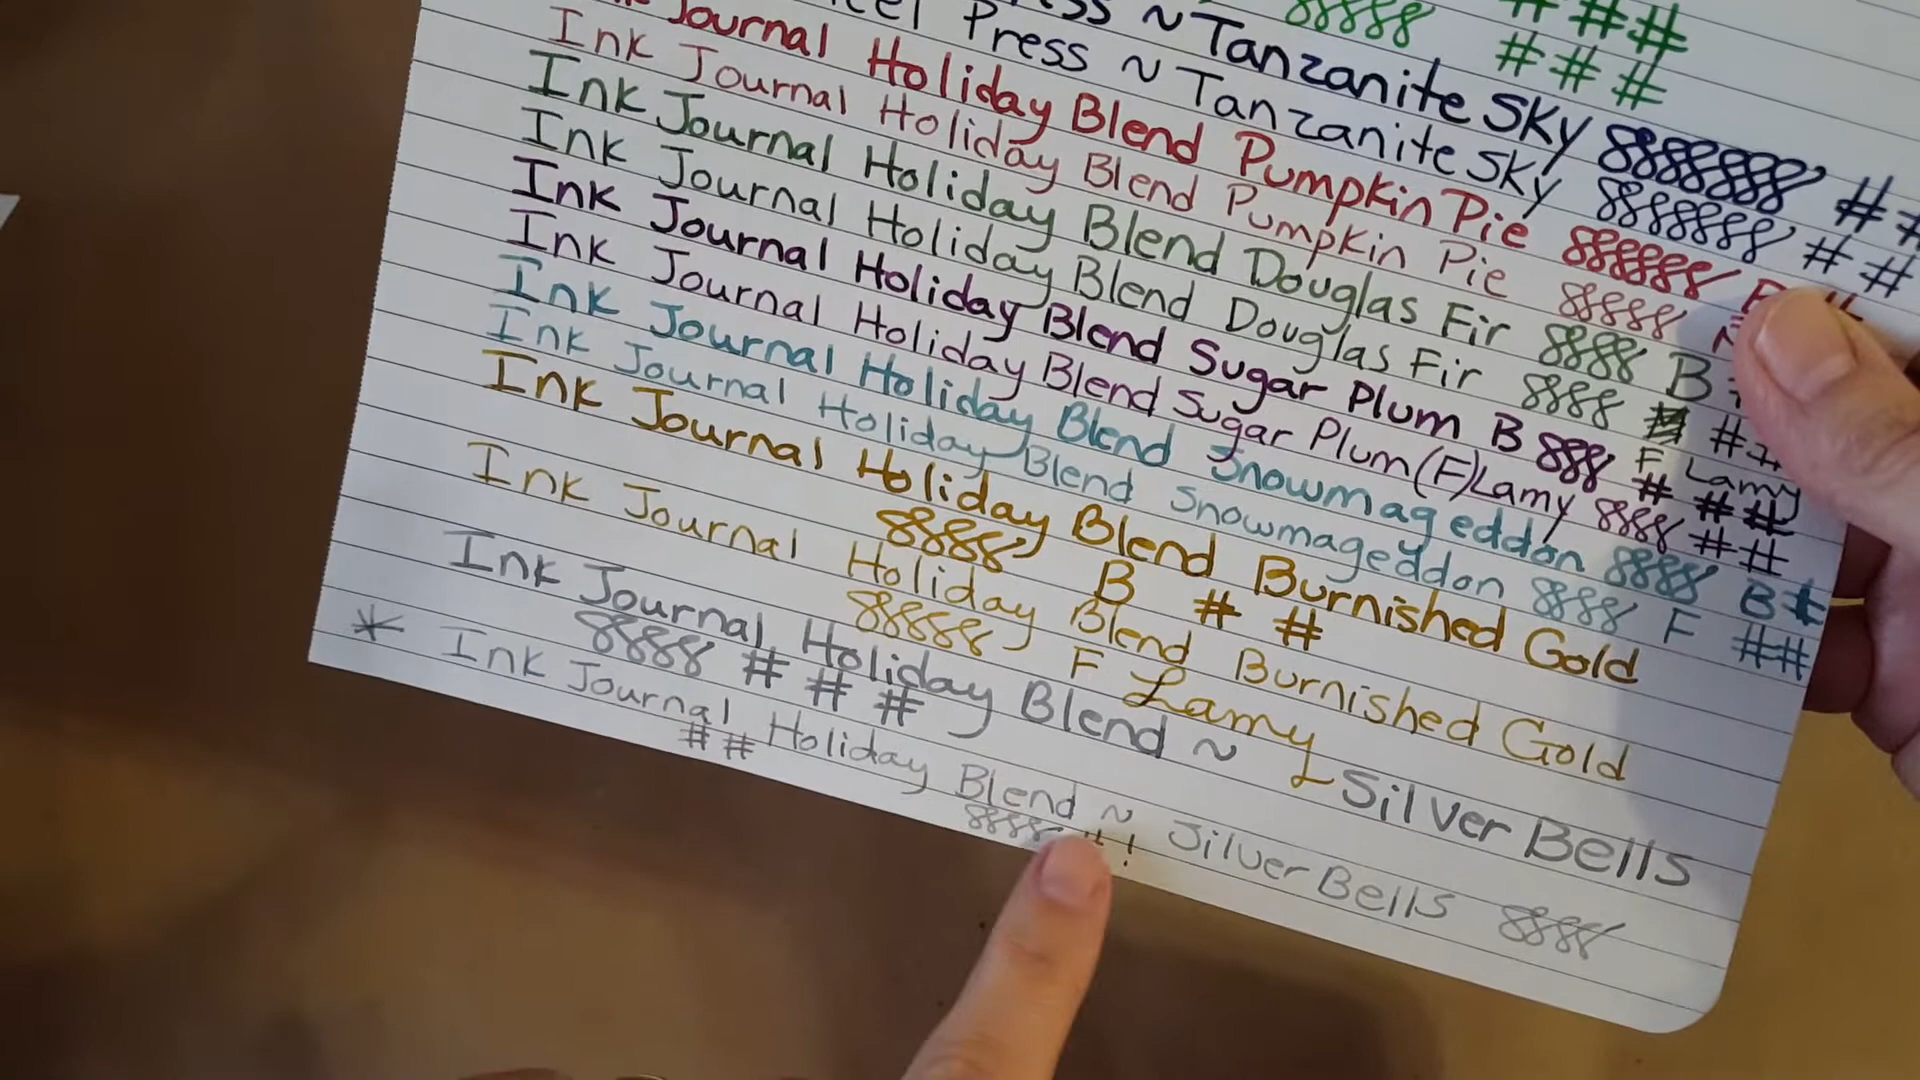 88888 ###
~ Tanzanite Sky 8888888 #
Press ~ Tanzanite Sky 8888888 # #
###
Journal Holiday Blend Pumpkin Pie 888888
Ink Journal Holiday Blend Pumpkin Pie 88888
Ink Journal Holiday Blend Douglas Fir 8888 B
Ink Journal Holiday Blend Douglas Fir 8888 ##
F Lamy
Ink Journal Holiday Blend Sugar Plum B 888 # ##
Ink Journal Holiday Blend Sugar Plum (F) Lamy 8888 ##
Ink Journal Holiday Blend Snowmageddon 8888 B
Ink Journal Holiday Blend Snowmageddon 8888 F ##
Ink Journal Holiday Blend Burnished Gold
8888 B # #
Ink Journal Holiday Blend Burnished Gold
88888 F Lamy
Ink Journal Holiday Blend ~ Silver Bells
8888 # # #
* Ink Journal Holiday Blend ~ Silver Bells 8888
##